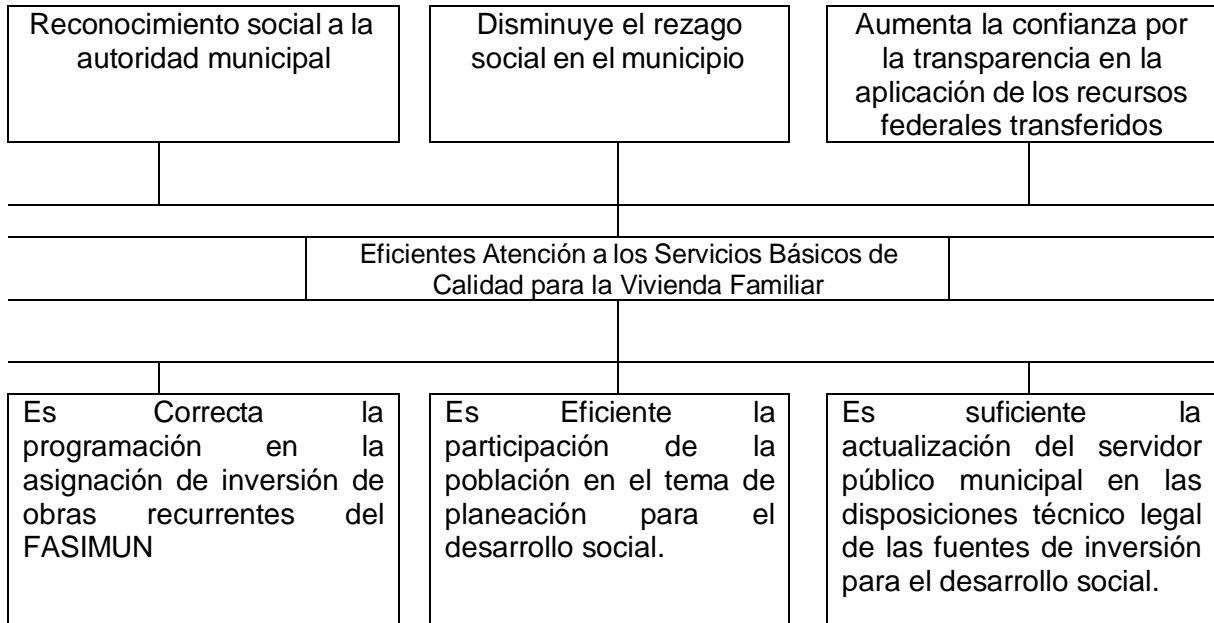 Reconocimiento social a la
autoridad municipal
Disminuye el rezago
social en el municipio
Aumenta la confianza por
la transparencia en la
aplicación de los recursos
federales transferidos
Eficientes Atención a los Servicios Básicos de
Calidad para la Vivienda Familiar
Es Correcta la
programación en la
asignación de inversión de
obras recurrentes del
FASIMUN
Es Eficiente la
participación de la
población en el tema de
planeación para el
desarrollo social.
Es suficiente la
actualización del servidor
público municipal en las
disposiciones técnico legal
de las fuentes de inversión
para el desarrollo social.